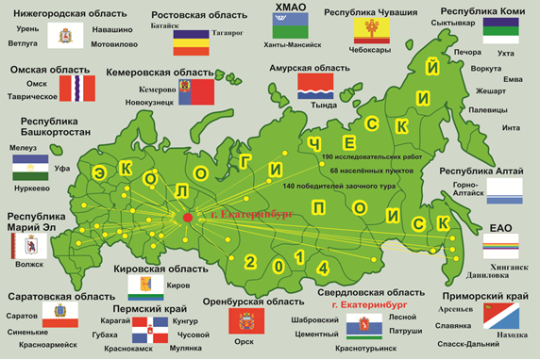 Нижегородская область
Урень
Навашино
Ветлуга
Мотовилово
Ростовская область
Батайск
Таганрог
ХМАО
Ханты-Мансийск
Республика Чувашия
Чебоксары
Республика Коми
Сыктывкар
Печора
Ухта
Воркута
Емва
Жешарт
Палевицы
Инта
Омская область
Омск
Таврическое
Кемеровская область
Кемерово
Новокузнецк
Амурская область
Тында
Республика
Башкортостан
Мелеуз
Уфа
Нуркеево
ЭКОЛОГИЧЕСКИЙ
190 исследовательских работ
68 населённых пунктов
140 победителей заочного тура
ПОИСК
2014
г. Екатеринбург
Республика Алтай
Горно-
Алтайск
Республика
Марий Эл
Волжск
ЕАО
Хинганск
Даниловка
Кировская область
Киров
Саратовская область
Саратов
Синенькие
Красноармейск
Пермский край
Карагай
Кунгур
Губаха
Чусовой
Краснокамск
Мулянка
Оренбургская область
Орск
Свердловская область
г. Екатеринбург
Шабровский
Лесной
Цементный
Патруши
Краснотурьинск
Приморский край
Арсеньев
Славянка
Находка
Спасск-Дальний